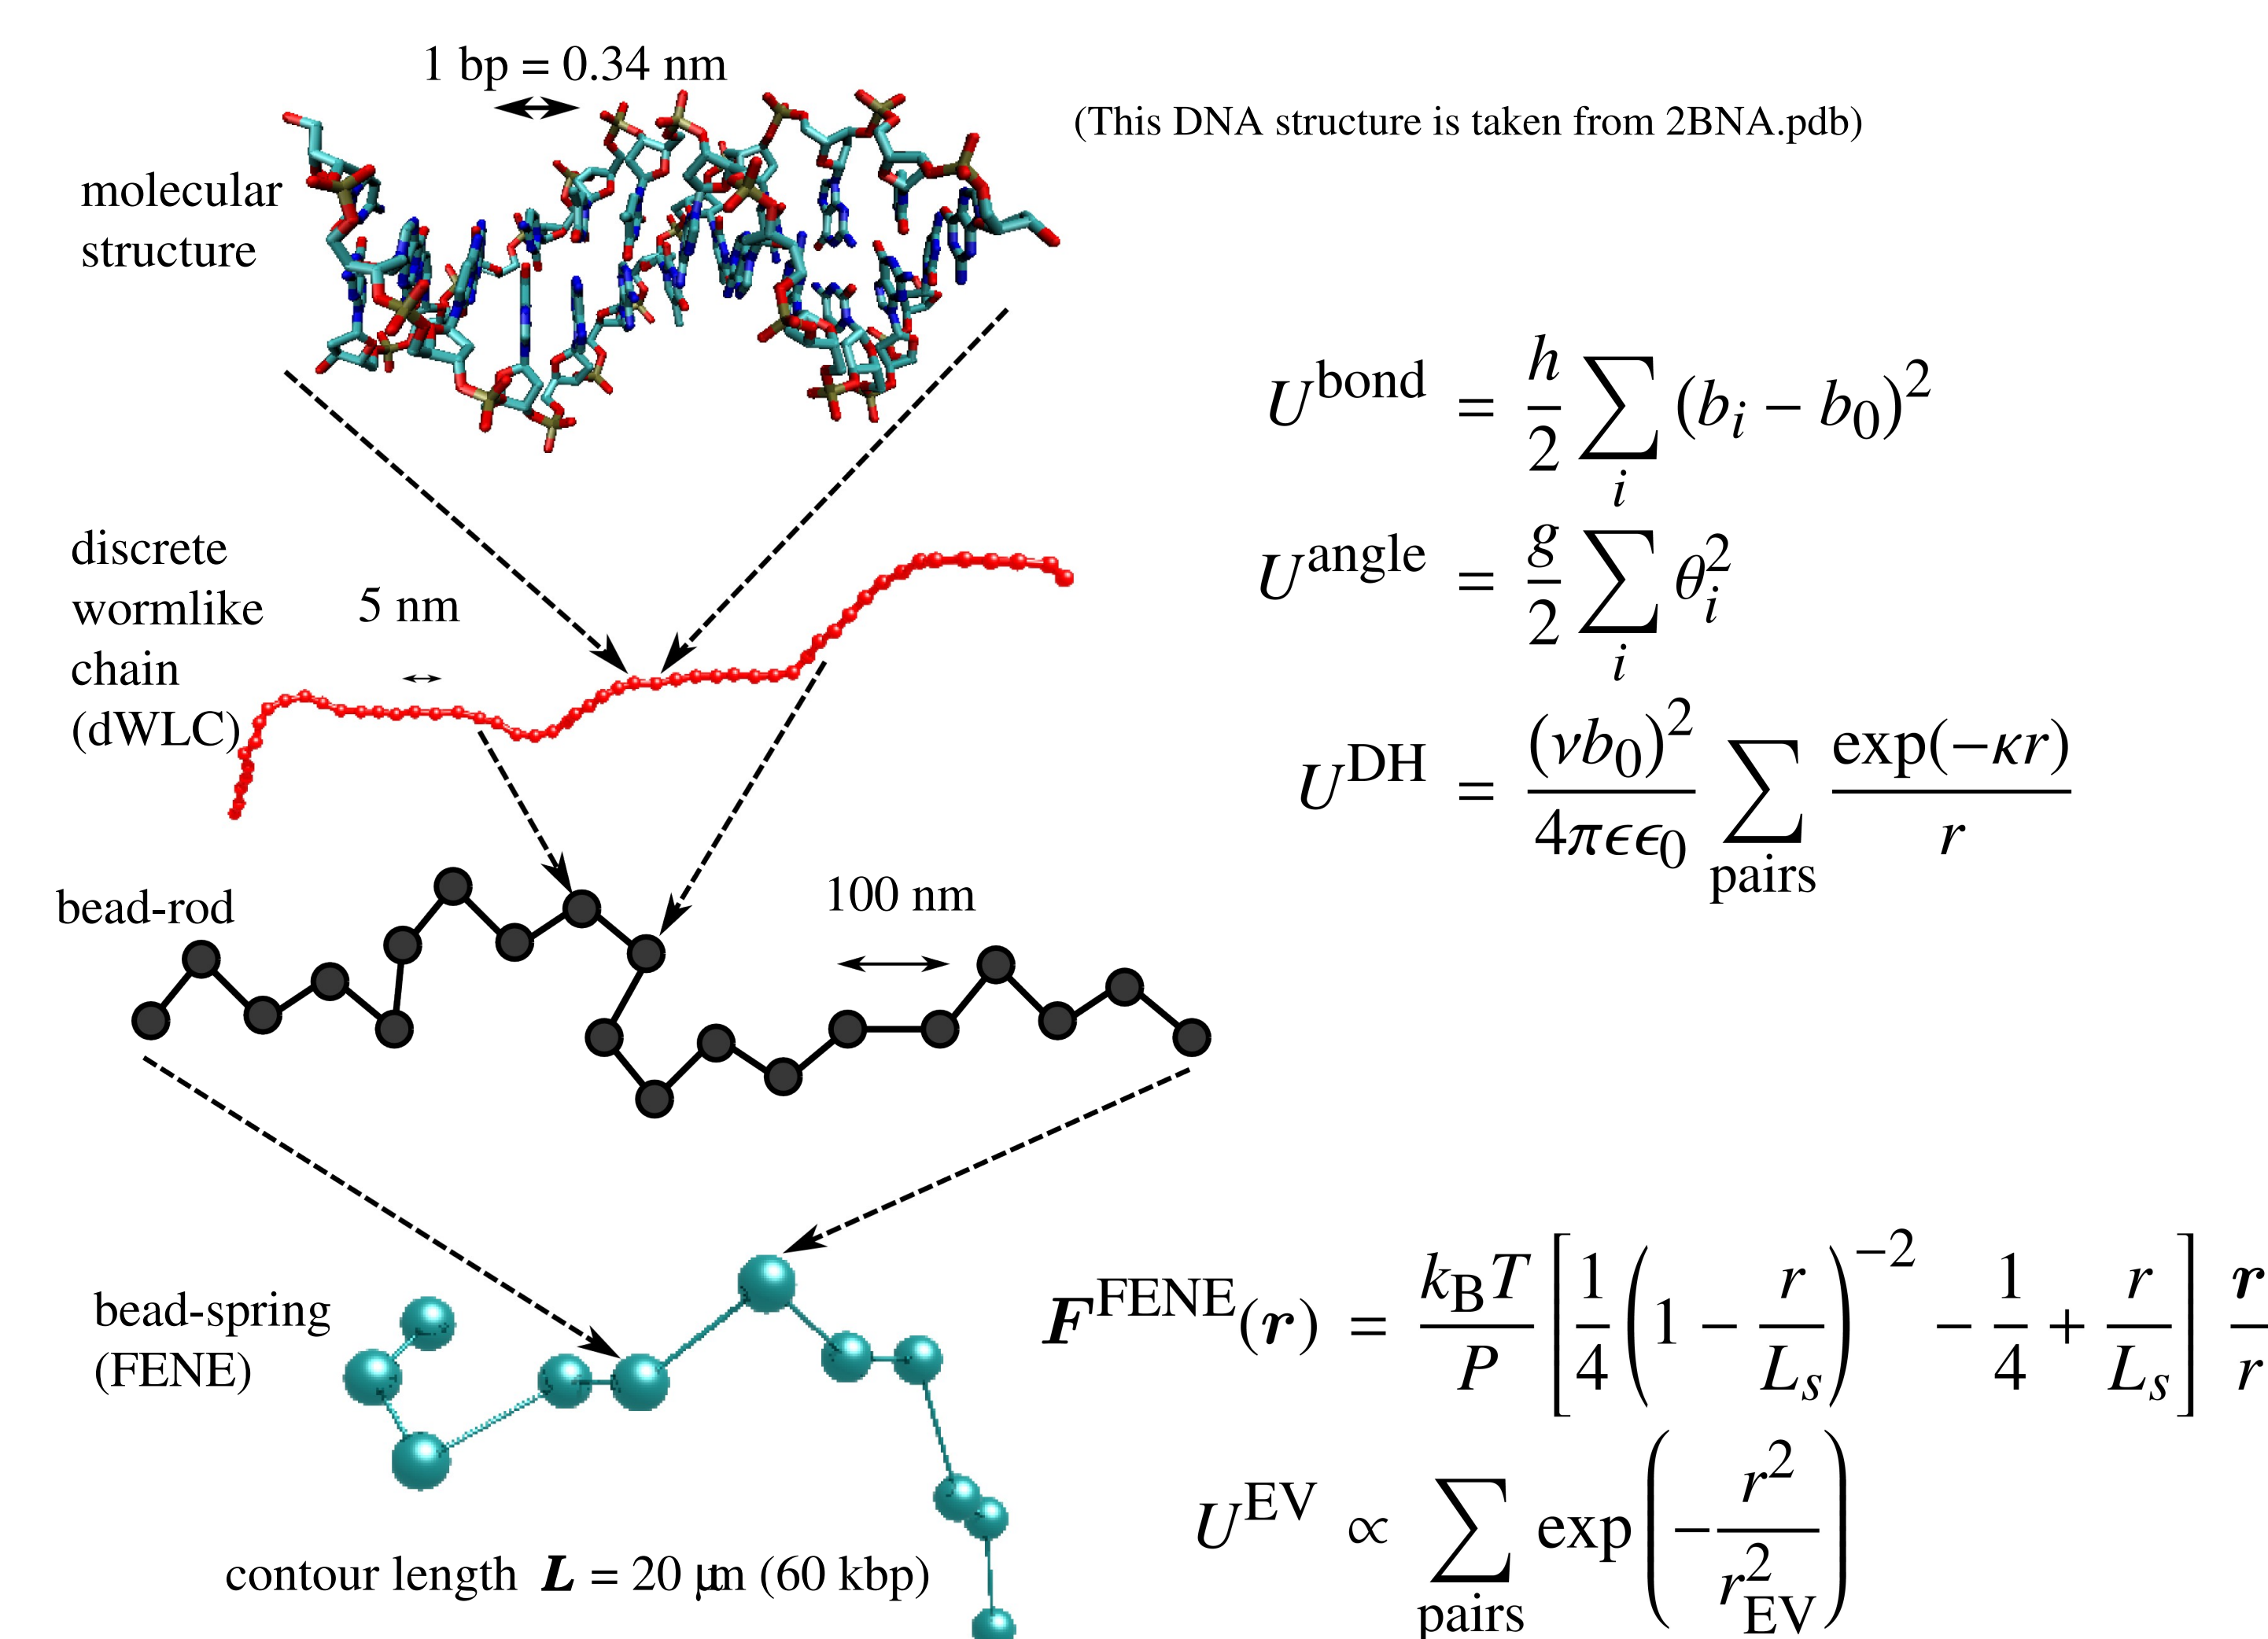 1 bp = 0.34 nm
(This DNA structure is taken from 2BNA.pdb)
molecular
structure
U^bond = h/2 ∑_i (b_i − b_0)^2
discrete
wormlike
chain
(dWLC)
5 nm
U^angle = g/2 ∑_i θ_i^2
U^DH = (νb_0)^2/4πϵϵ_0 ∑_pairs exp(−κr)/r
bead-rod
100 nm
bead-spring
(FENE)
F^FENE(r) = k_BT/P [1/4 (1 − r/L_s)^−2 − 1/4 + r/L_s] r/r
U^EV ∝ ∑_pairs exp (−r^2/r_EV^2)
contour length L = 20 μm (60 kbp)